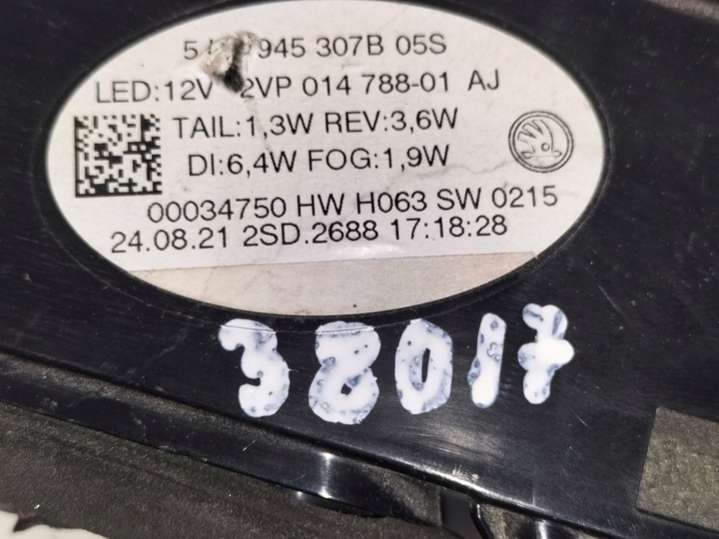 945 307B 05S
LED:12V 2VP 014 788-01 AJ
TAIL:1,3W REV:3,6W
DI:6,4W FOG:1,9W
00034750 HW H063 SW 0215
24.08.21 2SD.2688 17:18:28
38017